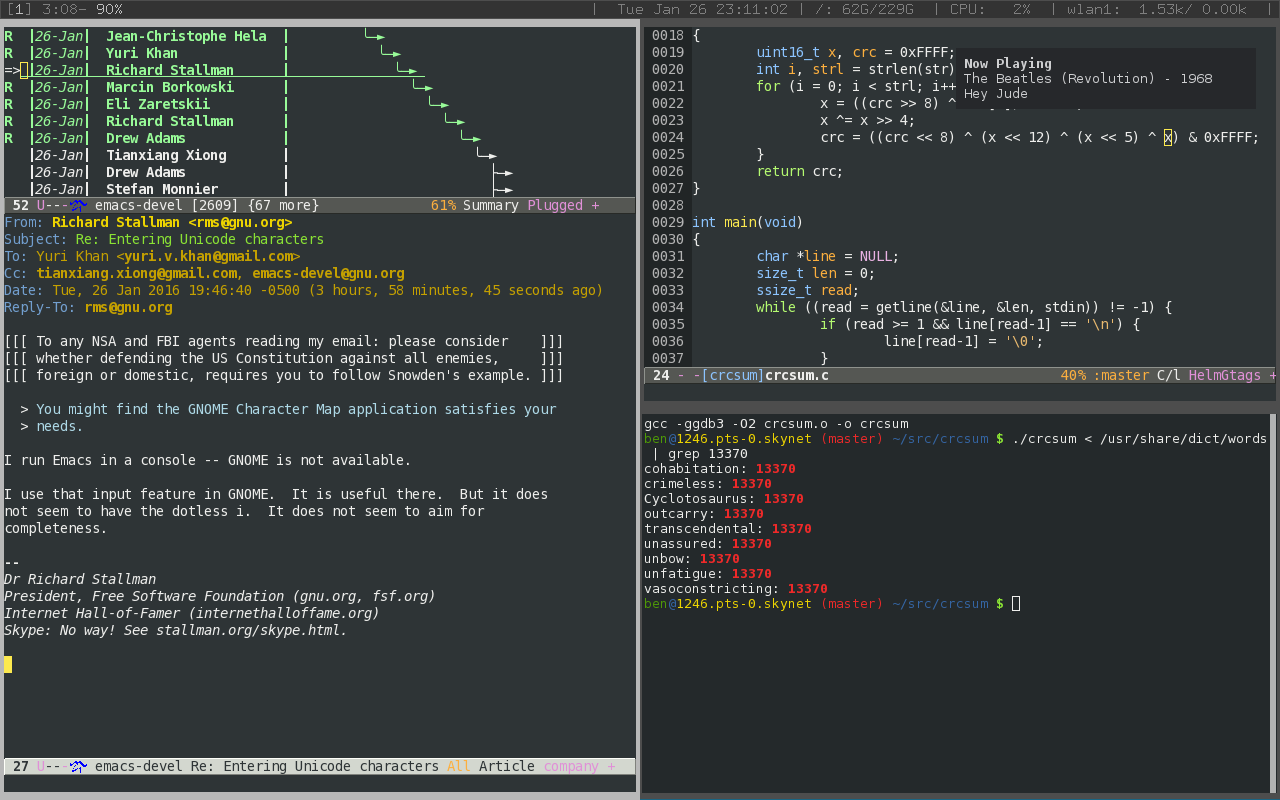 [1] 3:08- 90% | Tue Jan 26 23:11:02 | /: 62G/229G | CPU: 2% | wlan1: 1.53k/ 0.00k |
R |26-Jan| Jean-Christophe Hela |
R |26-Jan| Yuri Khan |
=> |26-Jan| Richard Stallman |
R |26-Jan| Marcin Borkowski |
R |26-Jan| Eli Zaretskii |
R |26-Jan| Richard Stallman |
R |26-Jan| Drew Adams |
|26-Jan| Tianxiang Xiong |
|26-Jan| Drew Adams |
|26-Jan| Stefan Monnier |
52 U--- emacs-devel [2609] {67 more} 61% Summary Plugged +
From: Richard Stallman <rms@gnu.org>
Subject: Re: Entering Unicode characters
To: Yuri Khan <yuri.v.khan@gmail.com>
Cc: tianxiang.xiong@gmail.com, emacs-devel@gnu.org
Date: Tue, 26 Jan 2016 19:46:40 -0500 (3 hours, 58 minutes, 45 seconds ago)
Reply-To: rms@gnu.org
[[[ To any NSA and FBI agents reading my email: please consider ]]]
[[[ whether defending the US Constitution against all enemies, ]]]
[[[ foreign or domestic, requires you to follow Snowden's example. ]]]
> You might find the GNOME Character Map application satisfies your
> needs.
I run Emacs in a console -- GNOME is not available.
I use that input feature in GNOME. It is useful there. But it does
not seem to have the dotless i. It does not seem to aim for
completeness.
--
Dr Richard Stallman
President, Free Software Foundation (gnu.org, fsf.org)
Internet Hall-of-Famer (internethalloffame.org)
Skype: No way! See stallman.org/skype.html.
27 U--- emacs-devel Re: Entering Unicode characters All Article company +
0018 {
0019 uint16_t x, crc = 0xFFFF;
0020 int i, strl = strlen(str)
0021 for (i = 0; i < strl; i++
0022 x = ((crc >> 8) ^
0023 x ^= x >> 4;
0024 crc = ((crc << 8) ^ (x << 12) ^ (x << 5) ^ x) & 0xFFFF;
0025 }
0026 return crc;
0027 }
0028
0029 int main(void)
0030 {
0031 char *line = NULL;
0032 size_t len = 0;
0033 ssize_t read;
0034 while ((read = getline(&line, &len, stdin)) != -1) {
0035 if (read >= 1 && line[read-1] == '\n') {
0036 line[read-1] = '\0';
0037 }
Now Playing
The Beatles (Revolution) - 1968
Hey Jude
24 - -[crcsum]crcsum.c 40% :master C/l HelmGtags +
gcc -ggdb3 -O2 crcsum.o -o crcsum
ben@1246.pts-0.skynet (master) ~/src/crcsum $ ./crcsum < /usr/share/dict/words
| grep 13370
cohabitation: 13370
crimeless: 13370
Cyclotosaurus: 13370
outcarry: 13370
transcendental: 13370
unassured: 13370
unbow: 13370
unfatigue: 13370
vasoconstricting: 13370
ben@1246.pts-0.skynet (master) ~/src/crcsum $